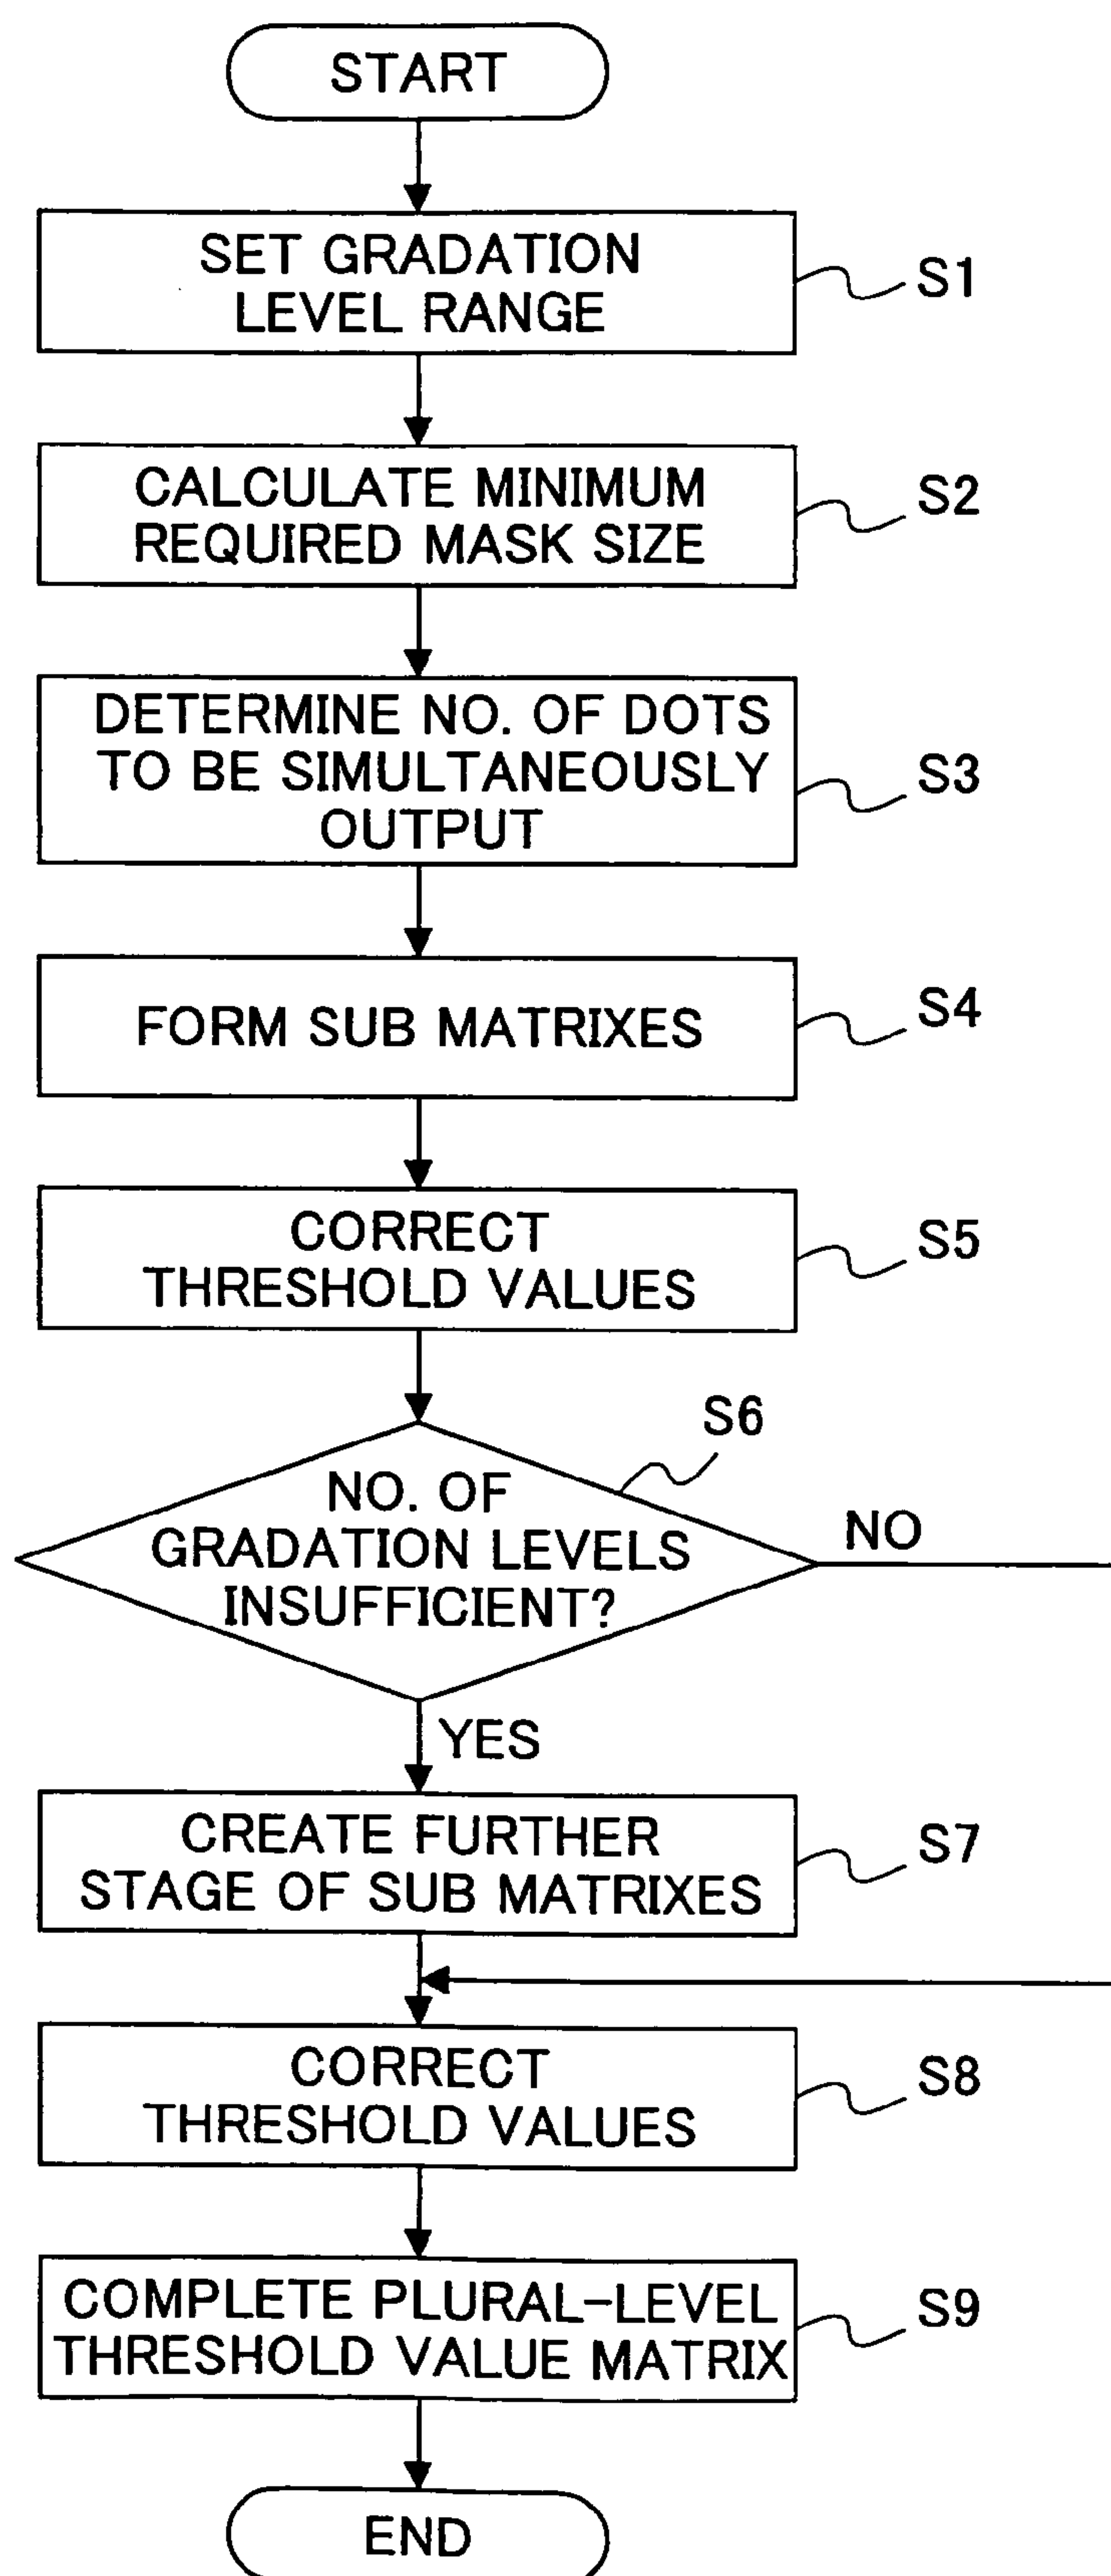 START
SET GRADATION
LEVEL RANGE
S1
CALCULATE MINIMUM
REQUIRED MASK SIZE
S2
DETERMINE NO. OF DOTS
TO BE SIMULTANEOUSLY
OUTPUT
S3
FORM SUB MATRIXES
S4
CORRECT
THRESHOLD VALUES
S5
S6
NO. OF
GRADATION LEVELS
INSUFFICIENT?
NO
YES
CREATE FURTHER
STAGE OF SUB MATRIXES
S7
CORRECT
THRESHOLD VALUES
S8
COMPLETE PLURAL-LEVEL
THRESHOLD VALUE MATRIX
S9
END